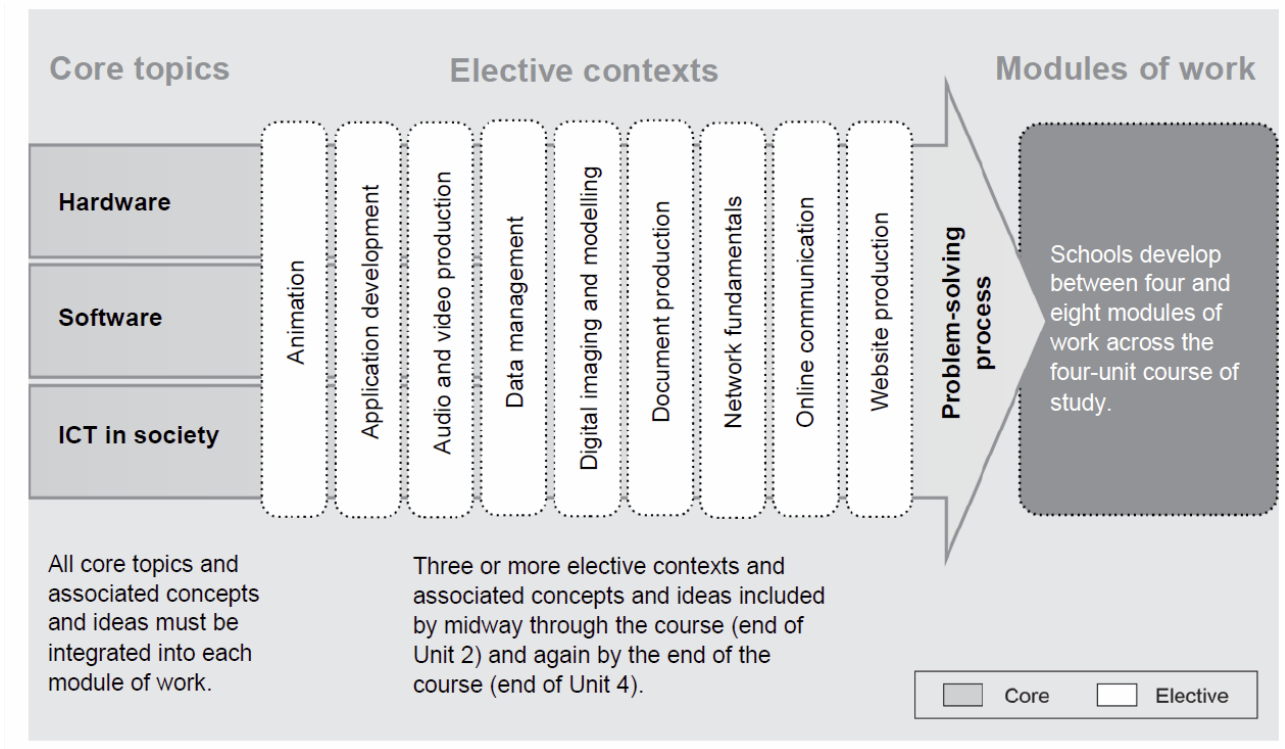 Core topics
Elective contexts
Modules of work
Hardware
Software
ICT in society
Animation
Application development
Audio and video production
Data management
Digital imaging and modelling
Document production
Network fundamentals
Online communication
Website production
Problem-solving
process
Schools develop
between four and
eight modules of
work across the
four-unit course of
study.
All core topics and
associated concepts
and ideas must be
integrated into each
module of work.
Three or more elective contexts and
associated concepts and ideas included
by midway through the course (end of
Unit 2) and again by the end of the
course (end of Unit 4).
Core
Elective